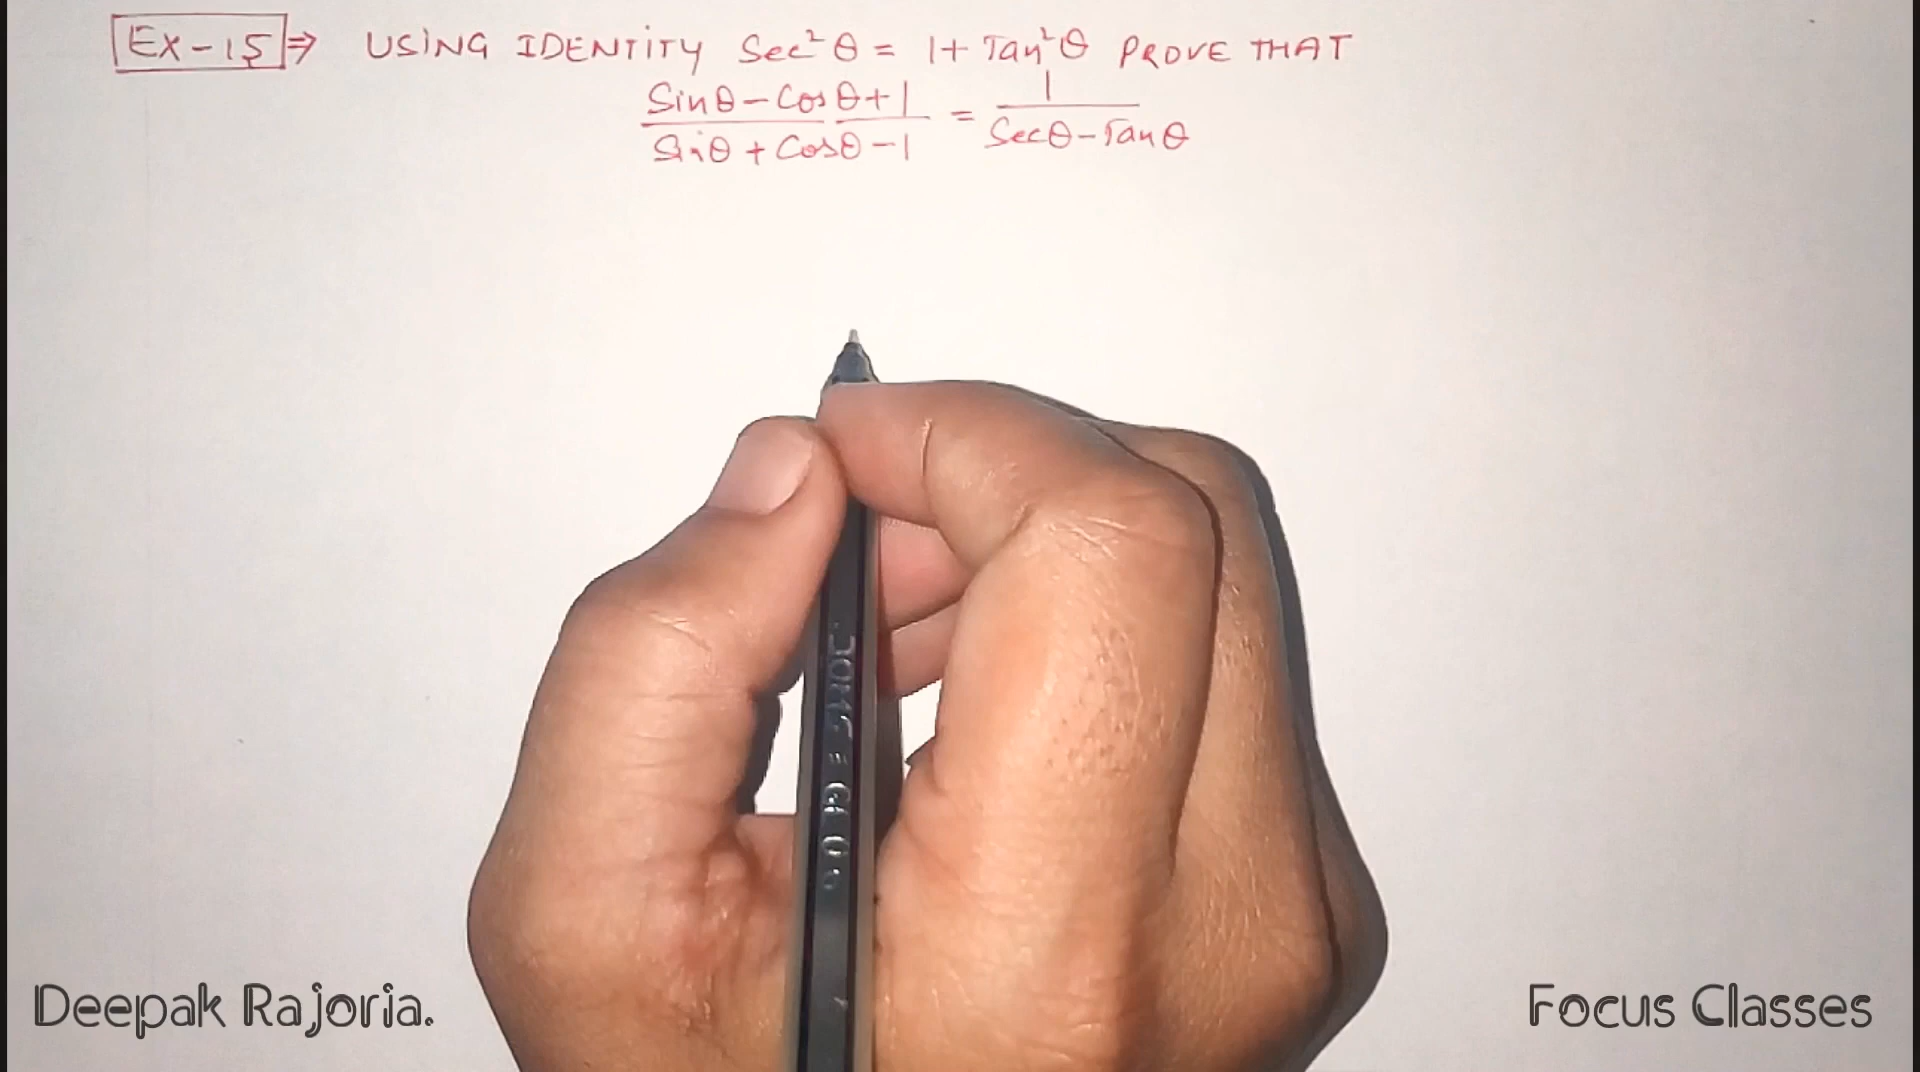 Ex-15 ⇒ USING IDENTITY Sec²θ = 1+ Tan²θ PROVE THAT
Sinθ-Cosθ+1 / Sinθ+Cosθ-1 = 1 / Secθ-Tanθ
DOMS
Deepak Rajoria.
Focus Classes